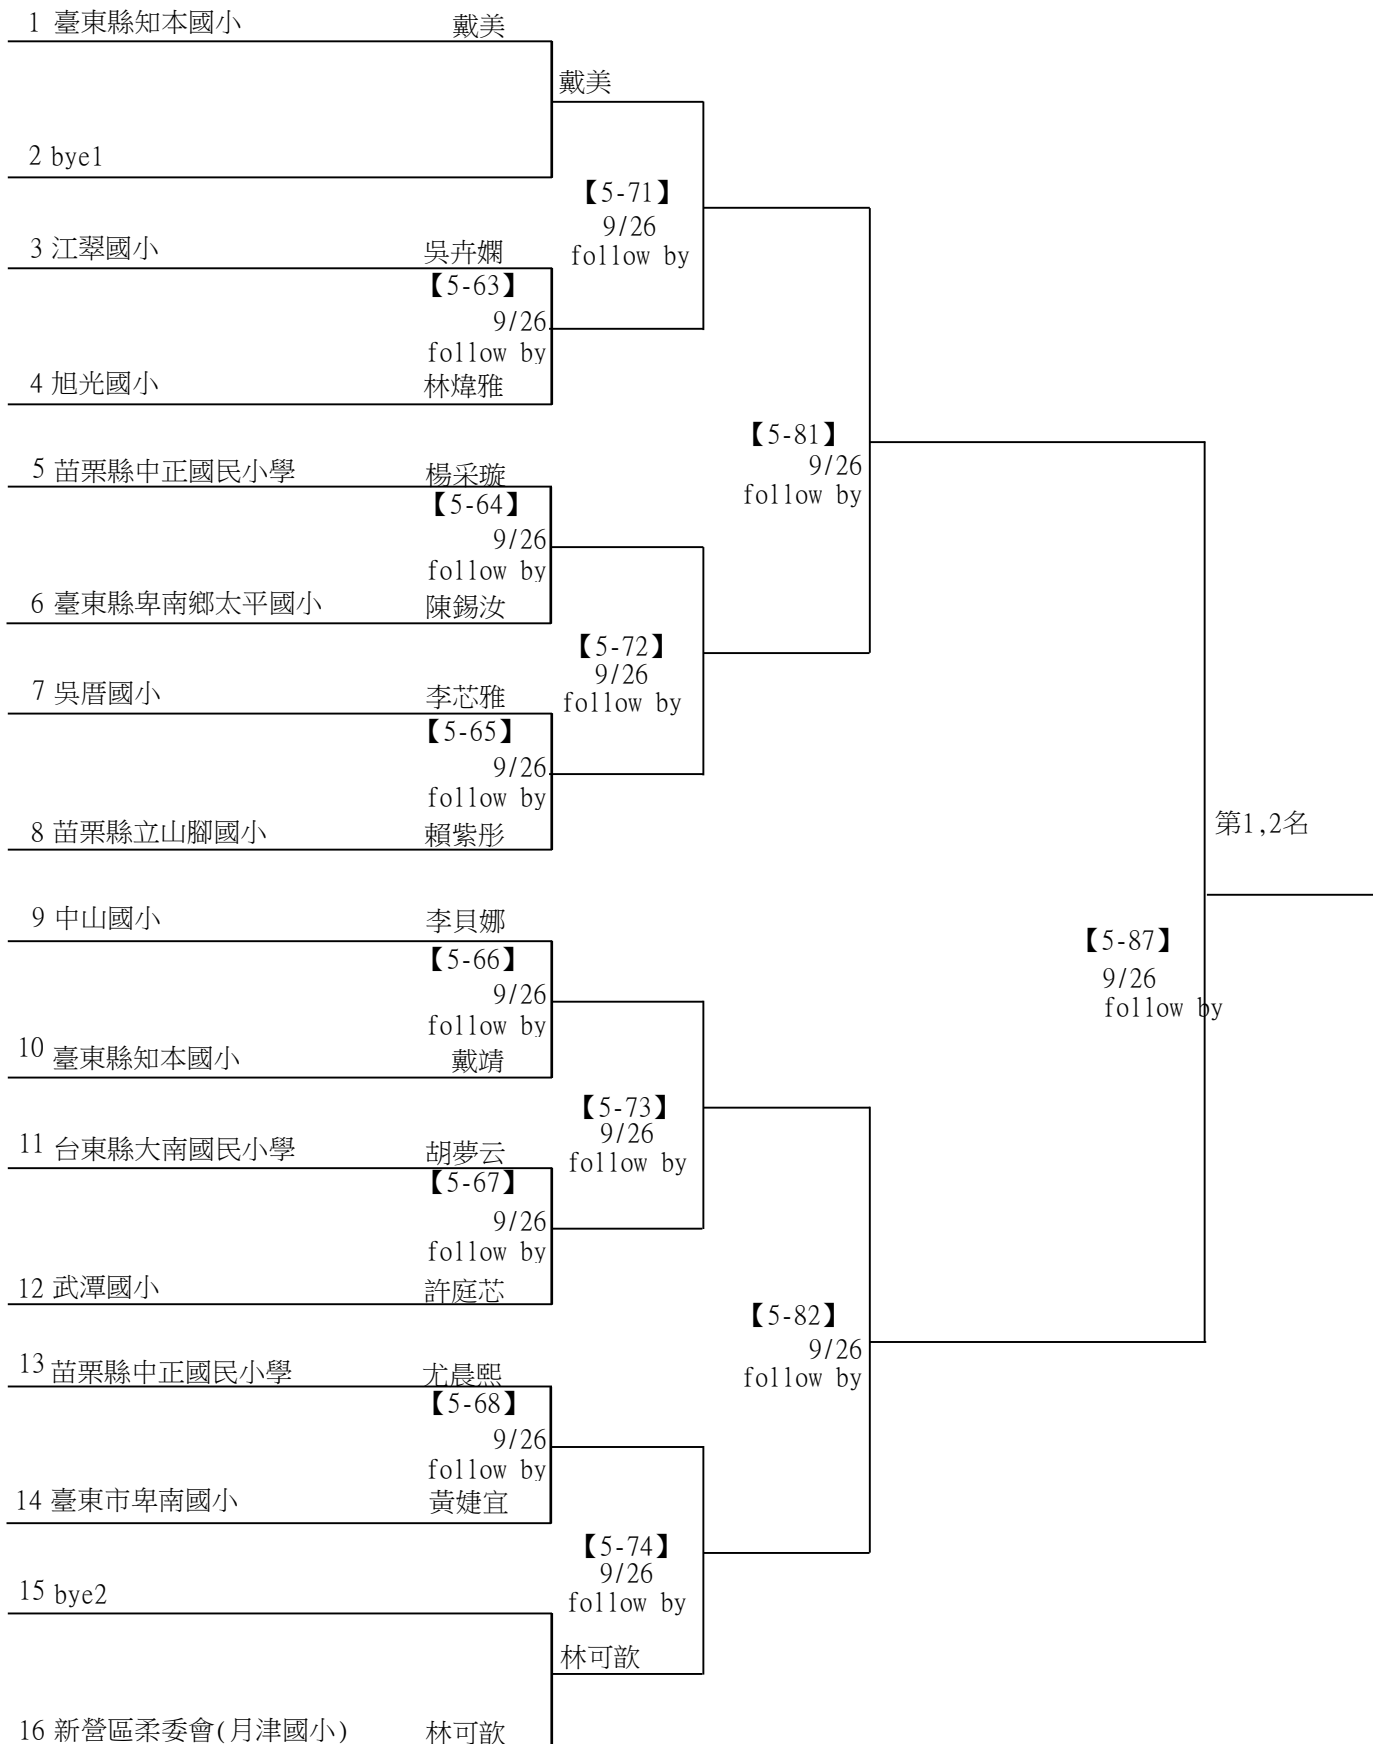 1 臺東縣知本國小 戴美
戴美
2 bye1
【5-71】
9/26
follow by
3 江翠國小 吳卉嫻
【5-63】
9/26
follow by
4 旭光國小 林煒雅
【5-81】
9/26
follow by
5 苗栗縣中正國民小學 楊采璇
【5-64】
9/26
follow by
6 臺東縣卑南鄉太平國小 陳錫汝
【5-72】
9/26
follow by
7 吳厝國小 李芯雅
【5-65】
9/26
follow by
8 苗栗縣立山腳國小 賴紫彤
第1,2名
9 中山國小 李貝娜
【5-87】
9/26
follow by
【5-66】
9/26
follow by
10 臺東縣知本國小 戴靖
【5-73】
9/26
follow by
11 台東縣大南國民小學 胡夢云
【5-67】
9/26
follow by
12 武潭國小 許庭芯
【5-82】
9/26
follow by
13 苗栗縣中正國民小學 尤晨熙
【5-68】
9/26
follow by
14 臺東市卑南國小 黃婕宜
【5-74】
9/26
follow by
15 bye2
林可歆
16 新營區柔委會(月津國小) 林可歆